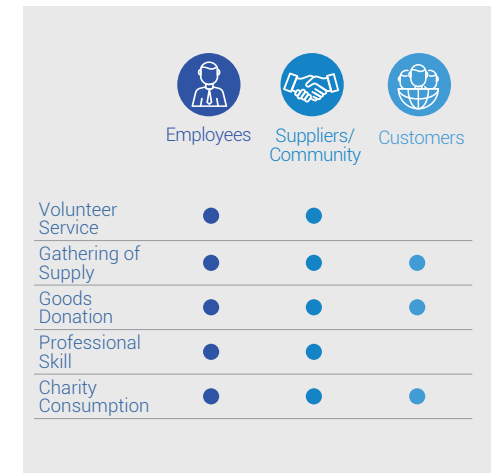 Employees
Suppliers/
Community
Customers
Volunteer
Service
Gathering of
Supply
Goods
Donation
Professional
Skill
Charity
Consumption